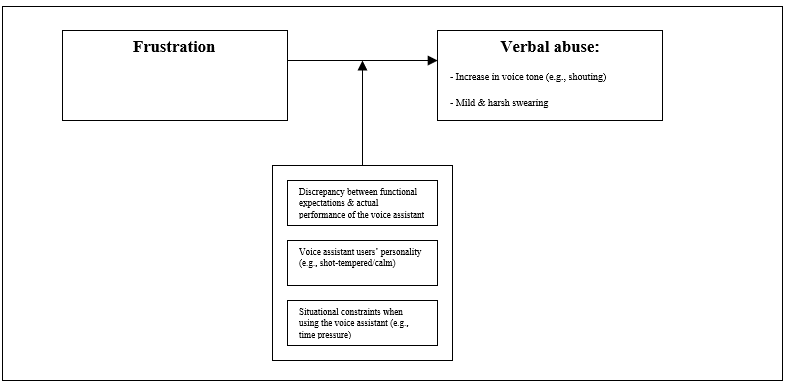 Frustration
Verbal abuse:
- Increase in voice tone (e.g., shouting)
- Mild & harsh swearing
Discrepancy between functional
expectations & actual
performance of the voice assistant
Voice assistant users’ personality
(e.g., shot-tempered/calm)
Situational constraints when
using the voice assistant (e.g.,
time pressure)